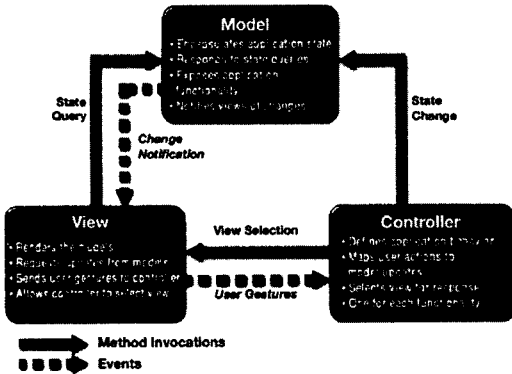 Model
• Encapsulates application state
• Responds to state queries
• Exposes application
functionality
• Notifies views of changes
State
Query
State
Change
Change
Notification
View
• Renders the models
• Requests updates from models
• Sends user gestures to controller
• Allows controller to select view
View Selection
User Gestures
Controller
• Defines application behavior
• Maps user actions to
model updates
• Selects view for response
• One for each functionality
Method Invocations
Events